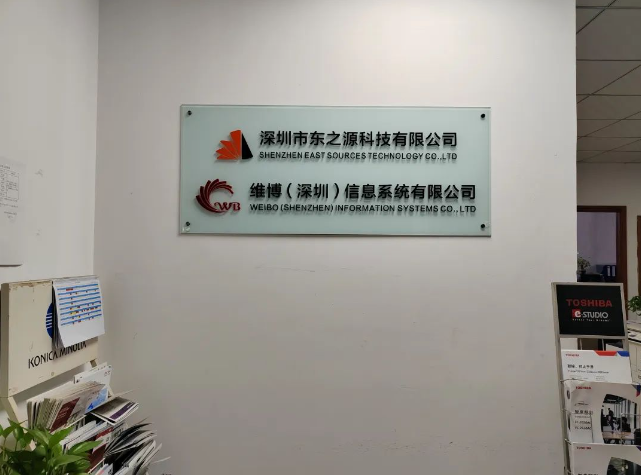 深圳市东之源科技有限公司
SHENZHEN EAST SOURCES TECHNOLOGY CO.,LTD
WB
维博（深圳）信息系统有限公司
WEIBO (SHENZHEN) INFORMATION SYSTEMS CO., LTD
KONICA MINOLTA
TOSHIBA
e-STUDIO